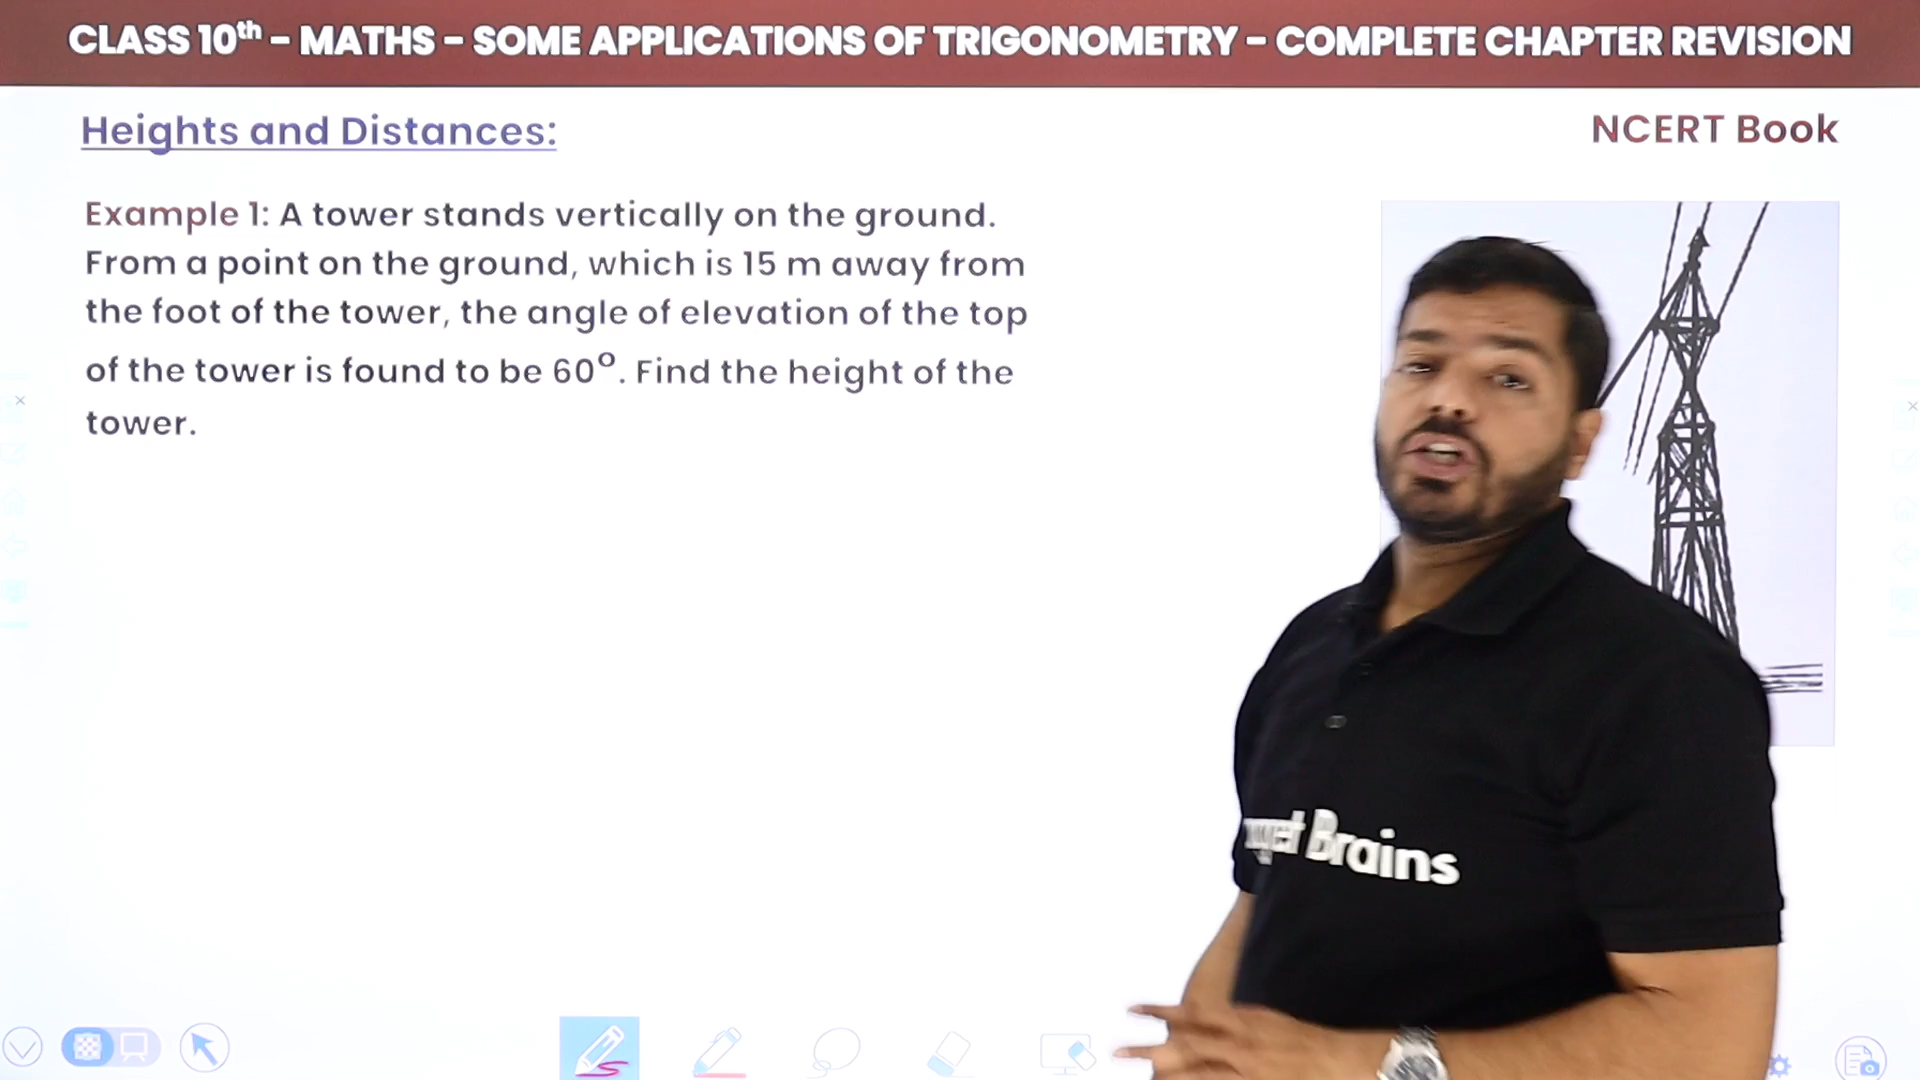 CLASS 10th - MATHS - SOME APPLICATIONS OF TRIGONOMETRY - COMPLETE CHAPTER REVISION
Heights and Distances:
NCERT Book
Example 1: A tower stands vertically on the ground.
From a point on the ground, which is 15 m away from
the foot of the tower, the angle of elevation of the top
of the tower is found to be 60°. Find the height of the
tower.
Brains